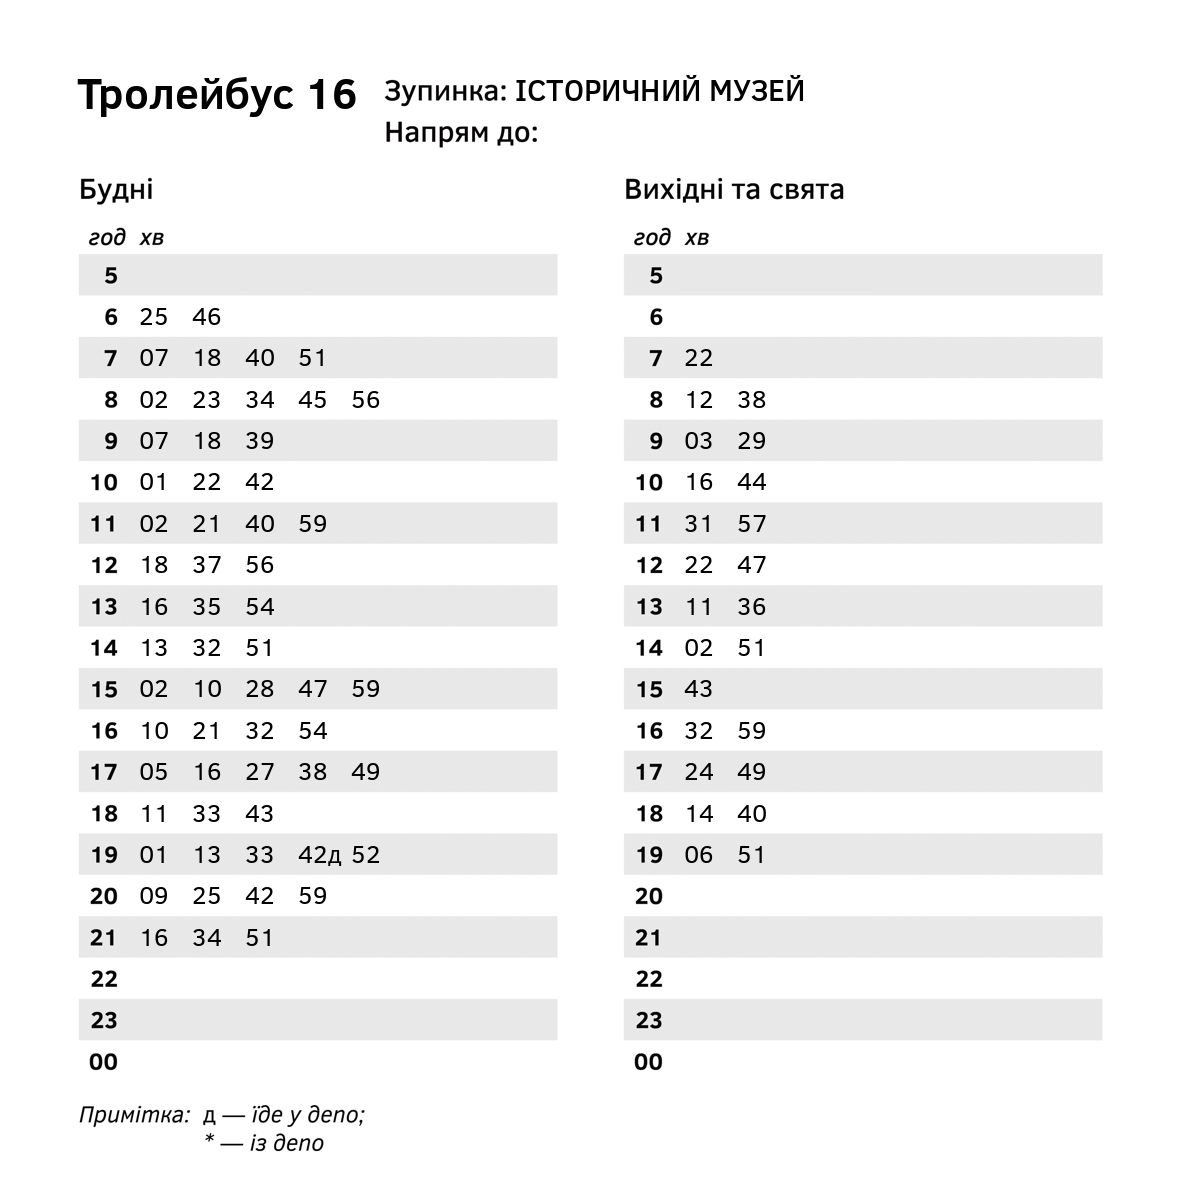 Тролейбус 16
Зупинка: ІСТОРИЧНИЙ МУЗЕЙ
Напрям до:
Будні
год хв
5
6 25 46
7 07 18 40 51
8 02 23 34 45 56
9 07 18 39
10 01 22 42
11 02 21 40 59
12 18 37 56
13 16 35 54
14 13 32 51
15 02 10 28 47 59
16 10 21 32 54
17 05 16 27 38 49
18 11 33 43
19 01 13 33 42д 52
20 09 25 42 59
21 16 34 51
22
23
00
Вихідні та свята
год хв
5
6
7 22
8 12 38
9 03 29
10 16 44
11 31 57
12 22 47
13 11 36
14 02 51
15 43
16 32 59
17 24 49
18 14 40
19 06 51
20
21
22
23
00
Примітка: д — їде у депо;
* — із депо